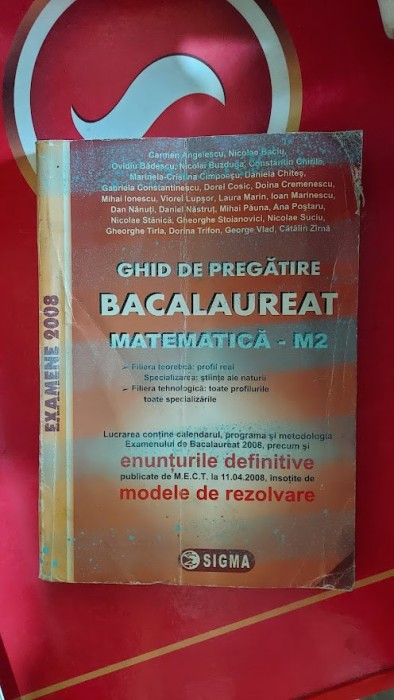 Carmen Angelescu, Nicolae Baciu,
Ovidiu Bădescu, Nicolai Buzduga, Constantin Chirilă,
Marinela-Cristina Cimpoeşu, Daniela Chiteş,
Gabriela Constantinescu, Dorel Cosic, Doina Cremenescu,
Mihai Ionescu, Viorel Lupşor, Laura Marin, Ioan Marinescu,
Dan Nănuţi, Daniel Năstruţ, Mihai Păuna, Ana Poştaru,
Nicolae Stănică, Gheorghe Stoianovici, Nicolae Suciu,
Gheorghe Tirla, Dorina Trifon, George Vlad, Cătălin Zîrnă
GHID DE PREGĂTIRE
BACALAUREAT
MATEMATICĂ - M2
➢ Filiera teoretică: profil real
Specializarea: ştiinţe ale naturii
➢ Filiera tehnologică: toate profilurile
toate specializările
Lucrarea conţine calendarul, programa şi metodologia
Examenului de Bacalaureat 2008, precum şi
enunţurile definitive
publicate de M.E.C.T. la 11.04.2008, însoţite de
modele de rezolvare
SIGMA
EXAMENE 2008